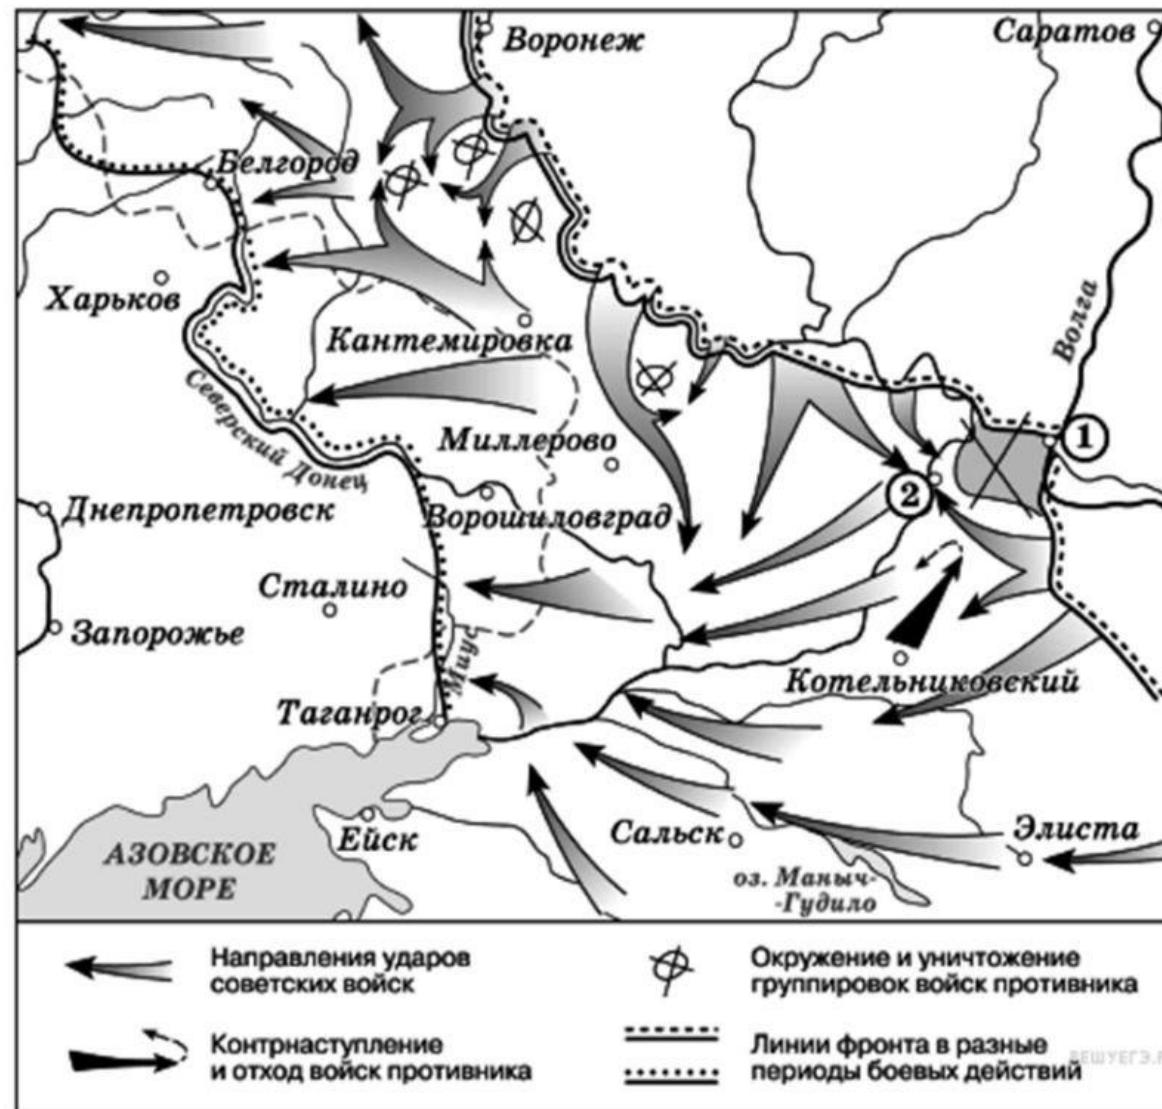 Воронеж
Саратов
Белгород
Волга
Харьков
Кантемировка
Северский Донец
Миллерово
1
2
Днепропетровск
Ворошиловград
Сталино
Запорожье
Миус
Котельниковский
Таганрог
Ейск
Сальск
Элиста
АЗОВСКОЕ
МОРЕ
оз. Маныч-
-Гудило
Направления ударов
советских войск
Окружение и уничтожение
группировок войск противника
Контрнаступление
и отход войск противника
Линии фронта в разные
периоды боевых действий